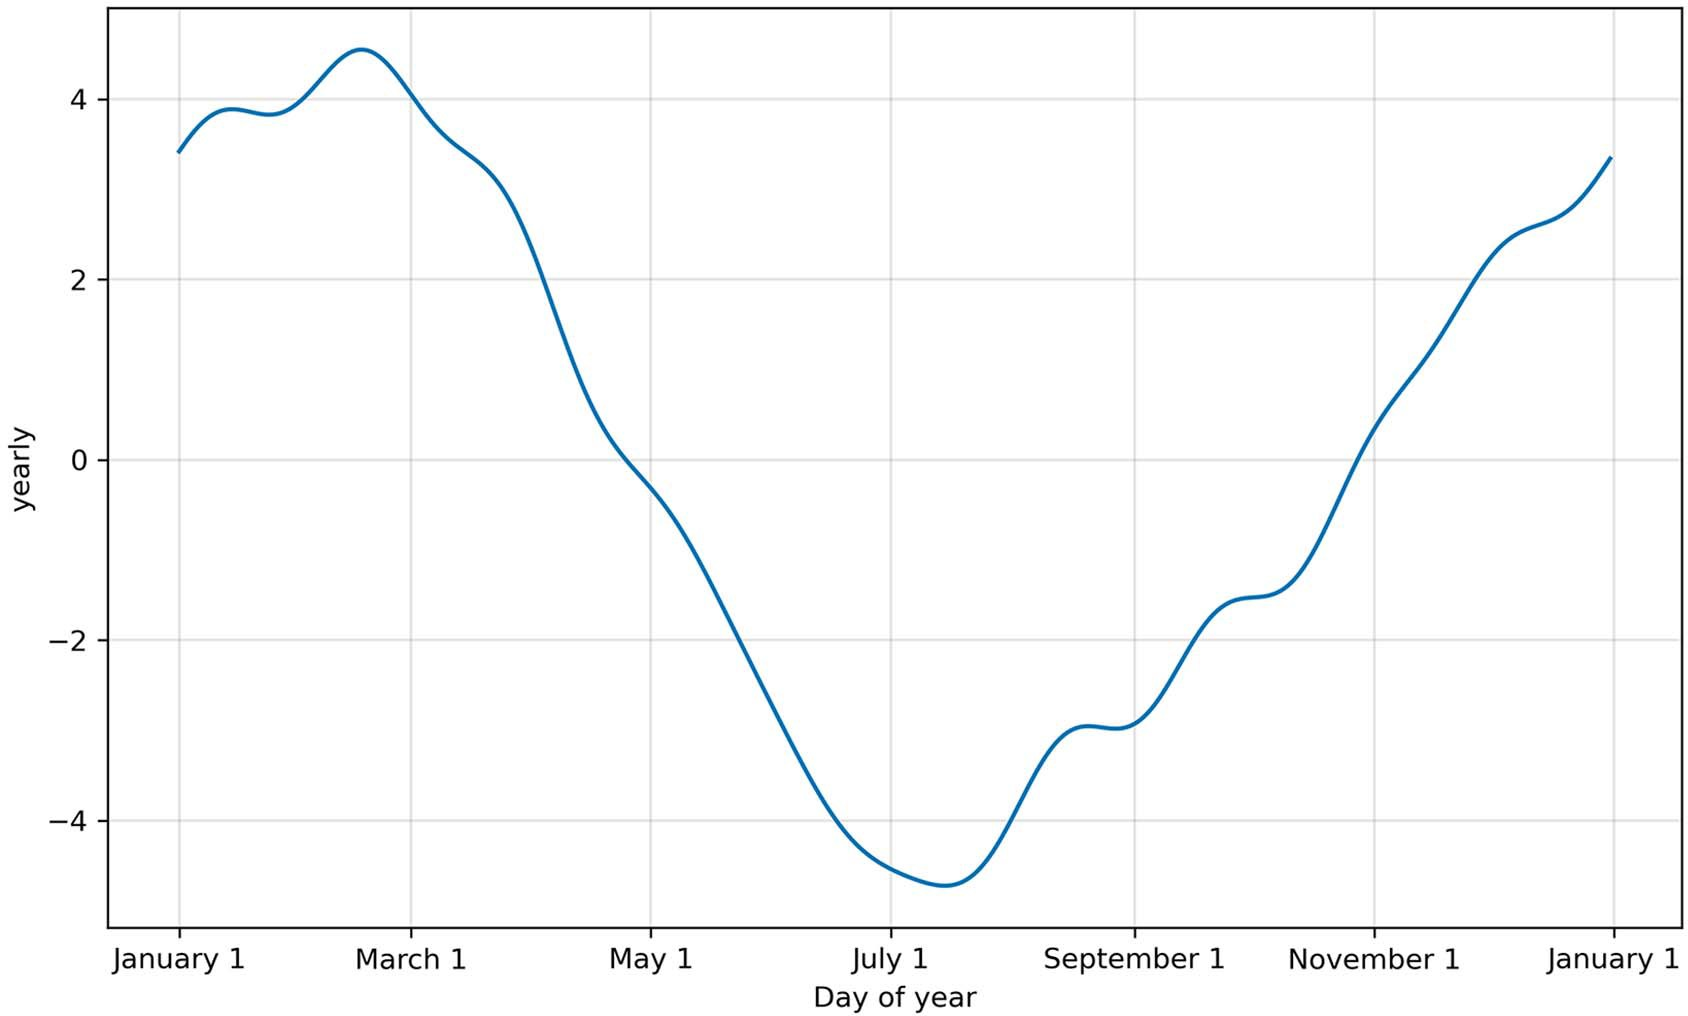 4
2
0
−2
−4
yearly
January 1 March 1 May 1 July 1 September 1 November 1 January 1
Day of year